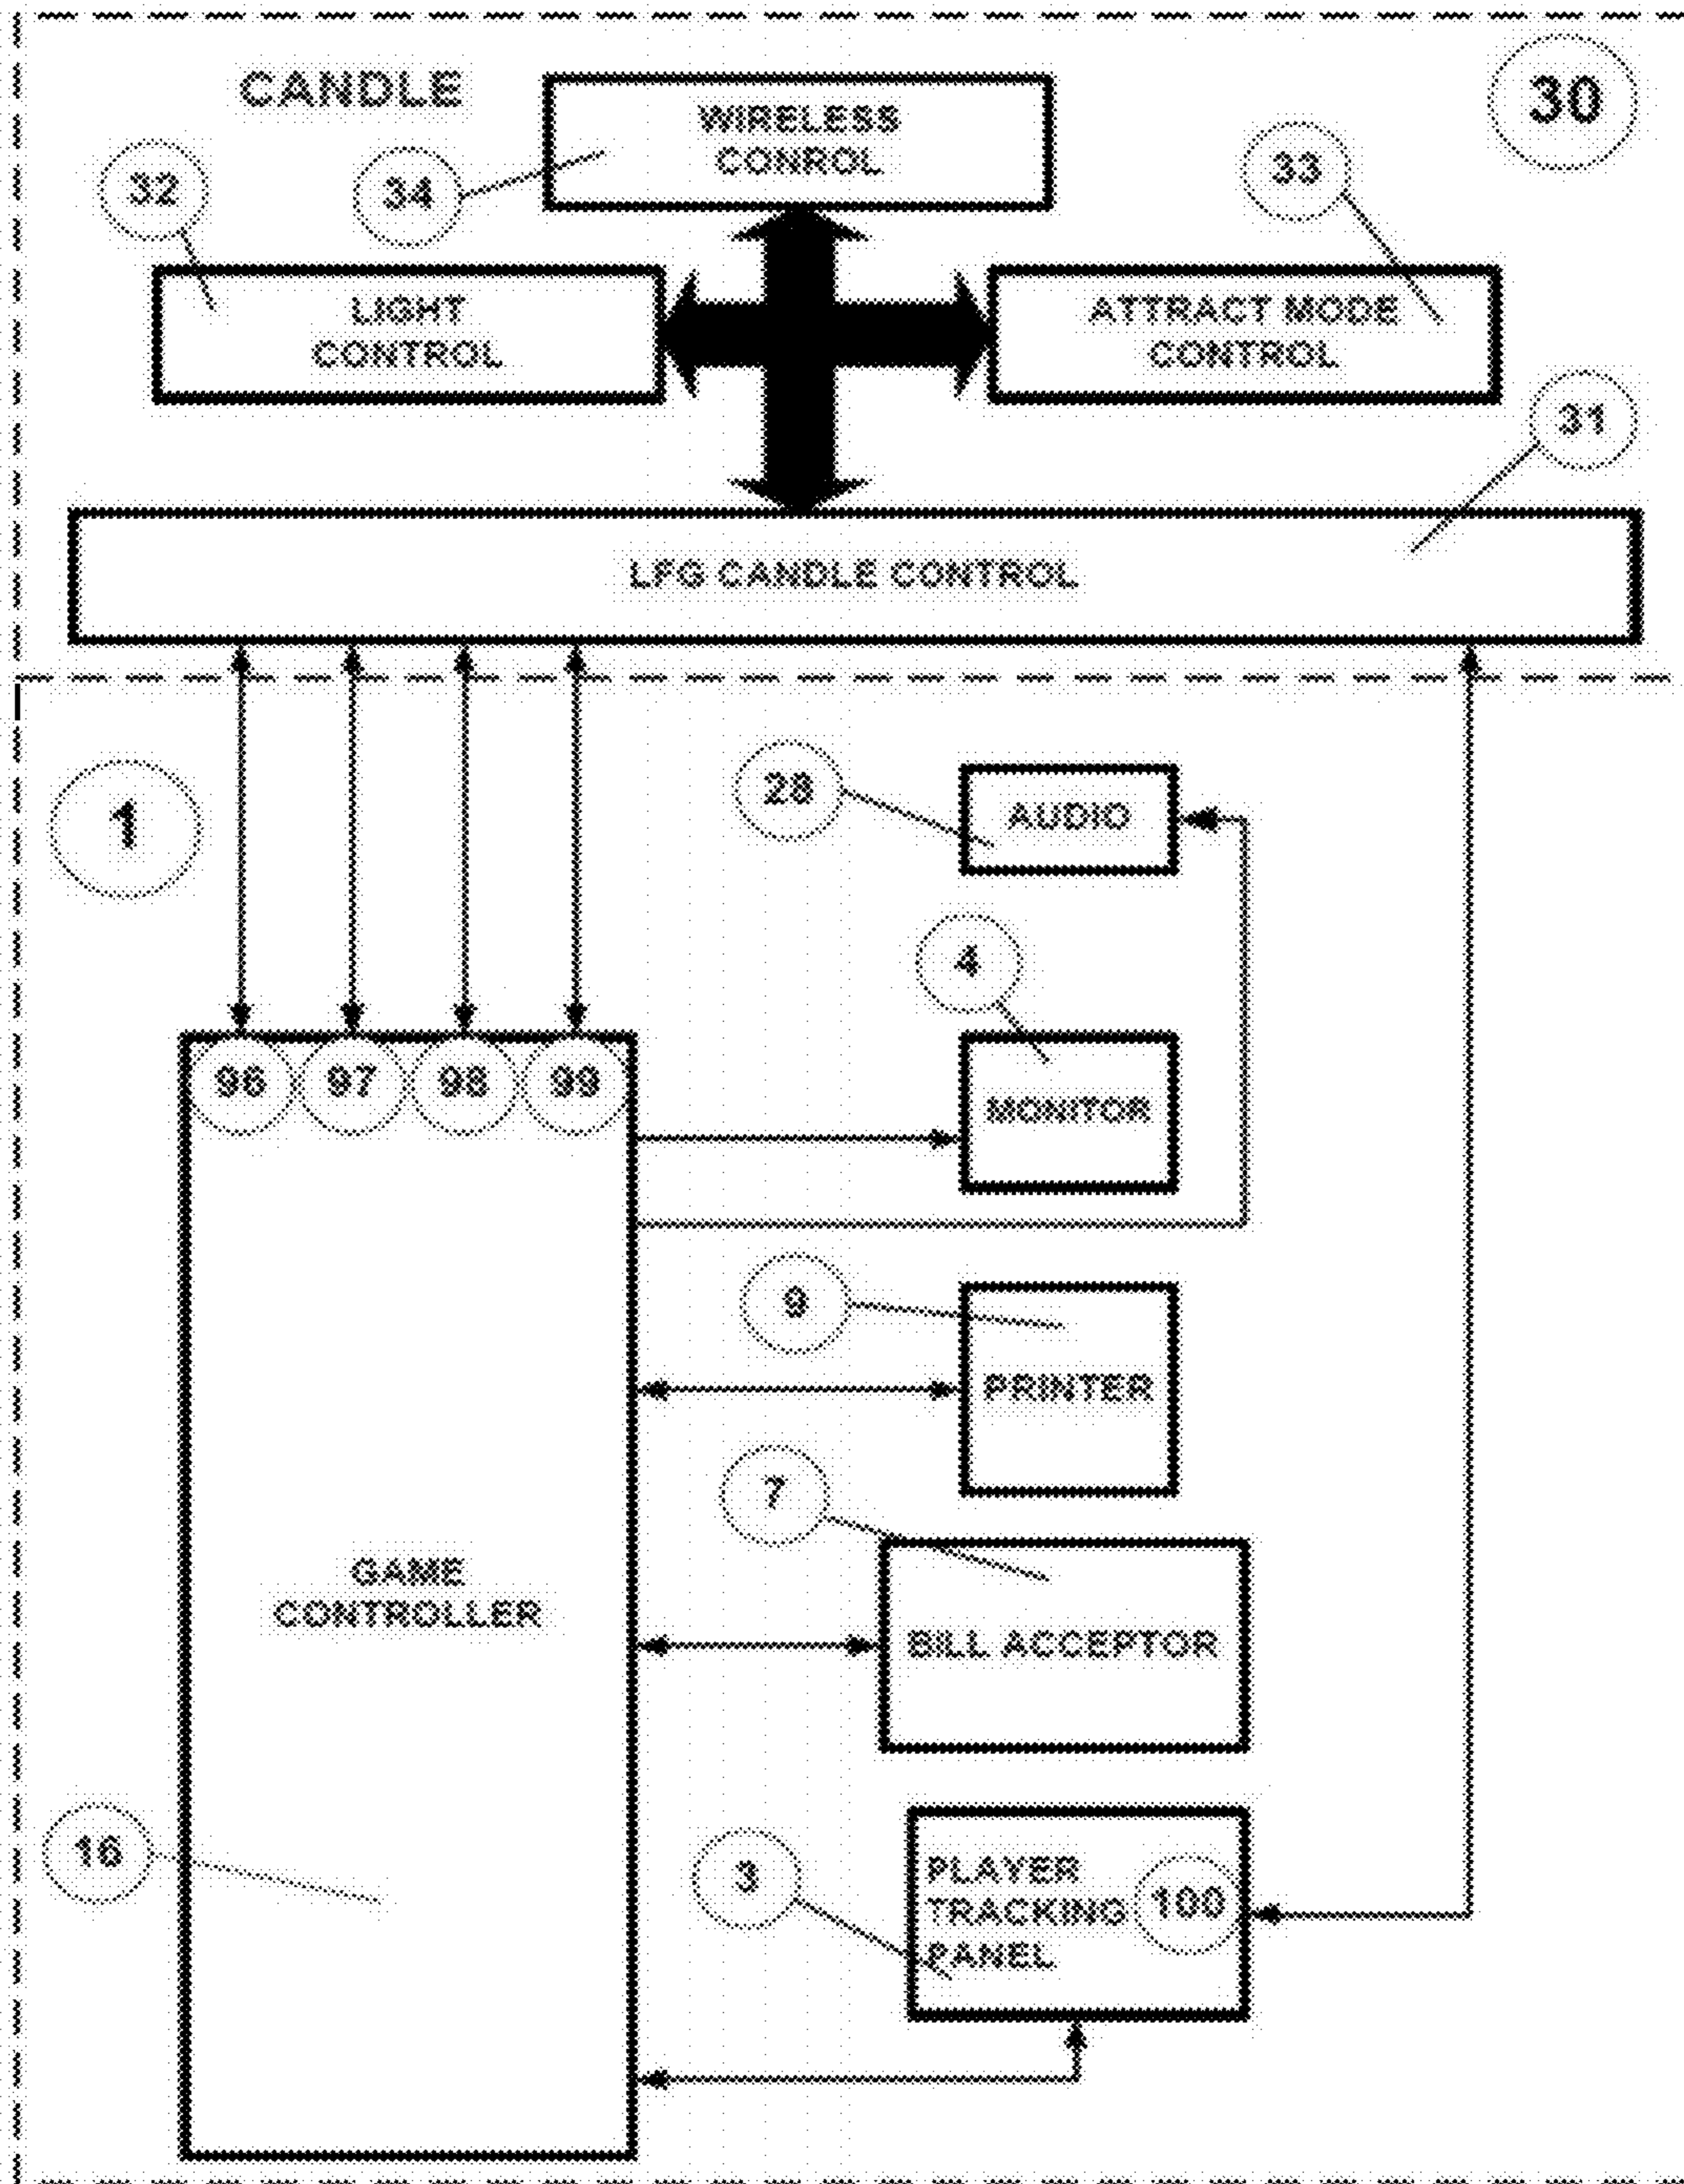 CANDLE
30
WIRELESS
CONROL
32
34
33
LIGHT
CONTROL
ATTRACT MODE
CONTROL
31
LFG CANDLE CONTROL
1
28
AUDIO
4
96 97 98 99
MONITOR
9
PRINTER
7
GAME
CONTROLLER
BILL ACCEPTOR
16
3
PLAYER
TRACKING
PANEL
100